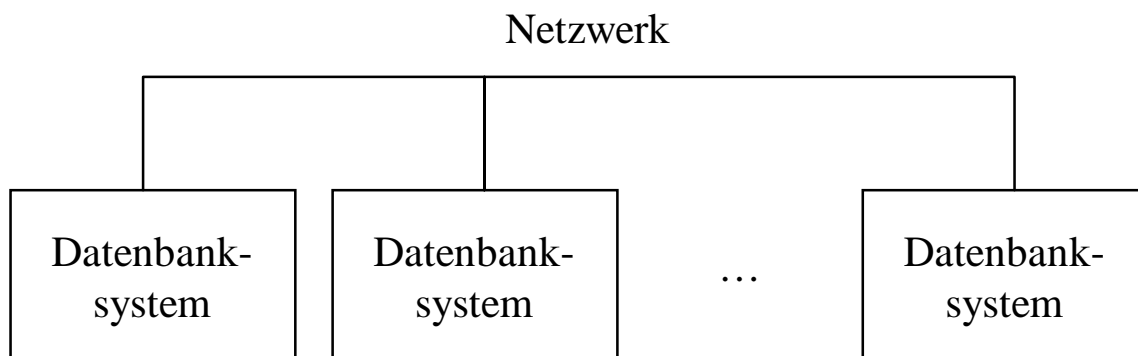 Netzwerk
Datenbank-
system
Datenbank-
system
…
Datenbank-
system